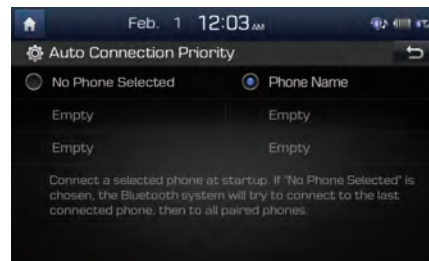 Feb. 1 12:03 AM
Auto Connection Priority
No Phone Selected Phone Name
Empty Empty
Empty Empty
Connect a selected phone at startup. If "No Phone Selected" is
chosen, the Bluetooth system will try to connect to the last
connected phone, then to all paired phones.